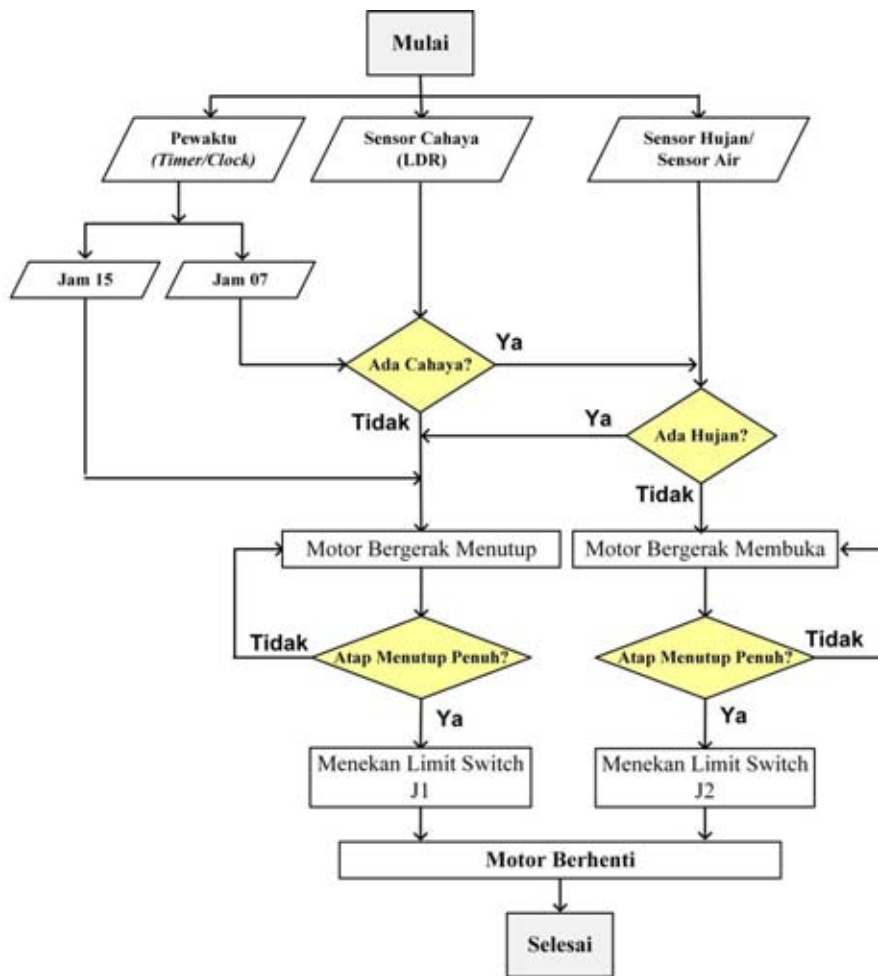 Mulai
Pewaktu
(Timer/Clock)
Sensor Cahaya
(LDR)
Sensor Hujan/
Sensor Air
Jam 15
Jam 07
Ada Cahaya?
Ya
Tidak
Ya
Ada Hujan?
Tidak
Motor Bergerak Menutup
Motor Bergerak Membuka
Tidak
Atap Menutup Penuh?
Atap Menutup Penuh?
Tidak
Ya
Ya
Menekan Limit Switch
J1
Menekan Limit Switch
J2
Motor Berhenti
Selesai